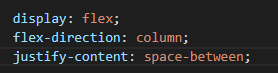 display: flex;
flex-direction: column;
justify-content: space-between;